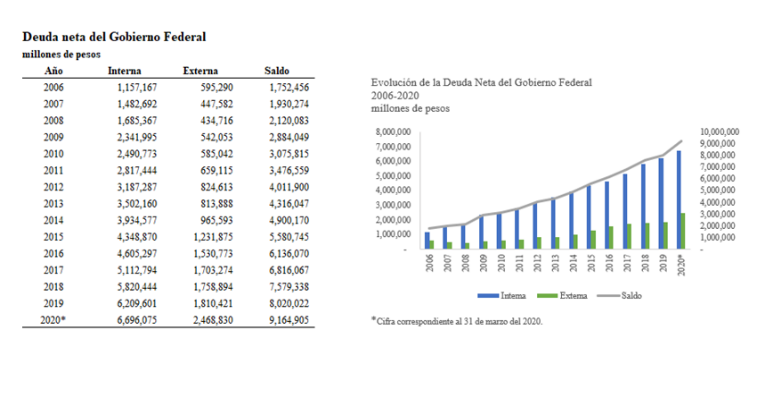 Deuda neta del Gobierno Federal
millones de pesos
Año Interna Externa Saldo
2006 1,157,167 595,290 1,752,456
2007 1,482,692 447,582 1,930,274
2008 1,685,367 434,716 2,120,083
2009 2,341,995 542,053 2,884,049
2010 2,490,773 585,042 3,075,815
2011 2,817,444 659,115 3,476,559
2012 3,187,287 824,613 4,011,900
2013 3,502,160 813,888 4,316,047
2014 3,934,577 965,593 4,900,170
2015 4,348,870 1,231,875 5,580,745
2016 4,605,297 1,530,773 6,136,070
2017 5,112,794 1,703,274 6,816,067
2018 5,820,444 1,758,894 7,579,338
2019 6,209,601 1,810,421 8,020,022
2020* 6,696,075 2,468,830 9,164,905
Evolución de la Deuda Neta del Gobierno Federal
2006-2020
millones de pesos
8,000,000
7,000,000
6,000,000
5,000,000
4,000,000
3,000,000
2,000,000
1,000,000
-
10,000,000
9,000,000
8,000,000
7,000,000
6,000,000
5,000,000
4,000,000
3,000,000
2,000,000
1,000,000
-
2006 2007 2008 2009 2010 2011 2012 2013 2014 2015 2016 2017 2018 2019 2020*
Interna Externa Saldo
*Cifra correspondiente al 31 de marzo del 2020.